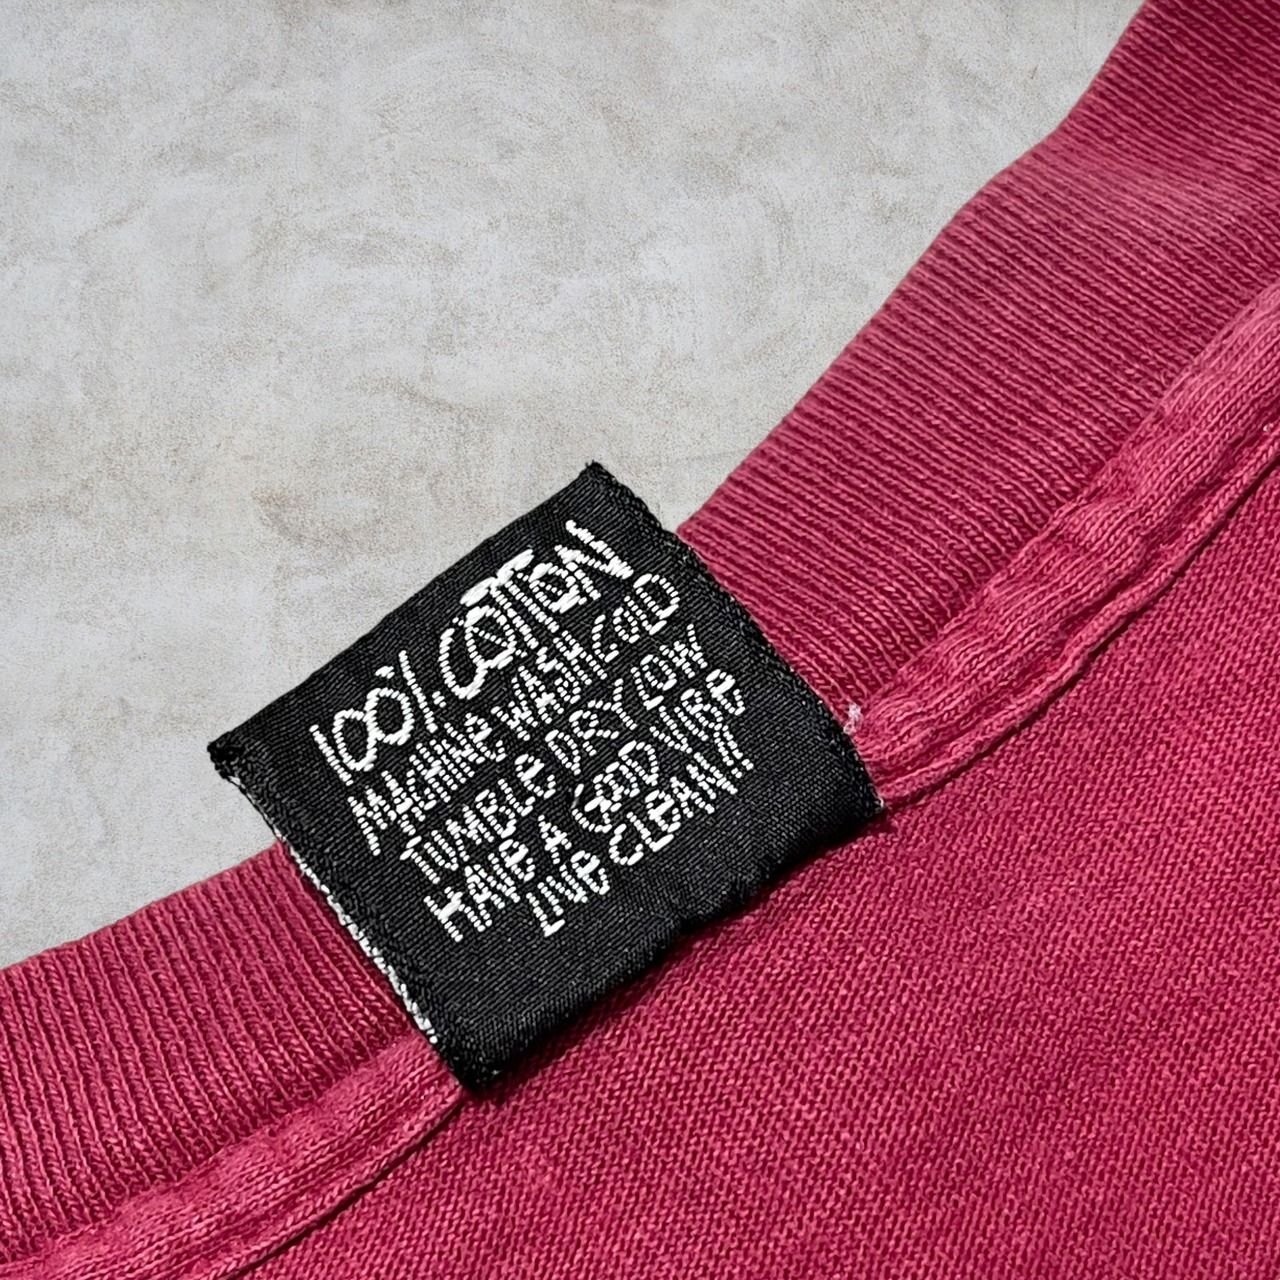 100% COTTON
MACHINE WASH COLD
TUMBLE DRY LOW
HAVE A GOOD VIBE
LIVE CLEAN!!